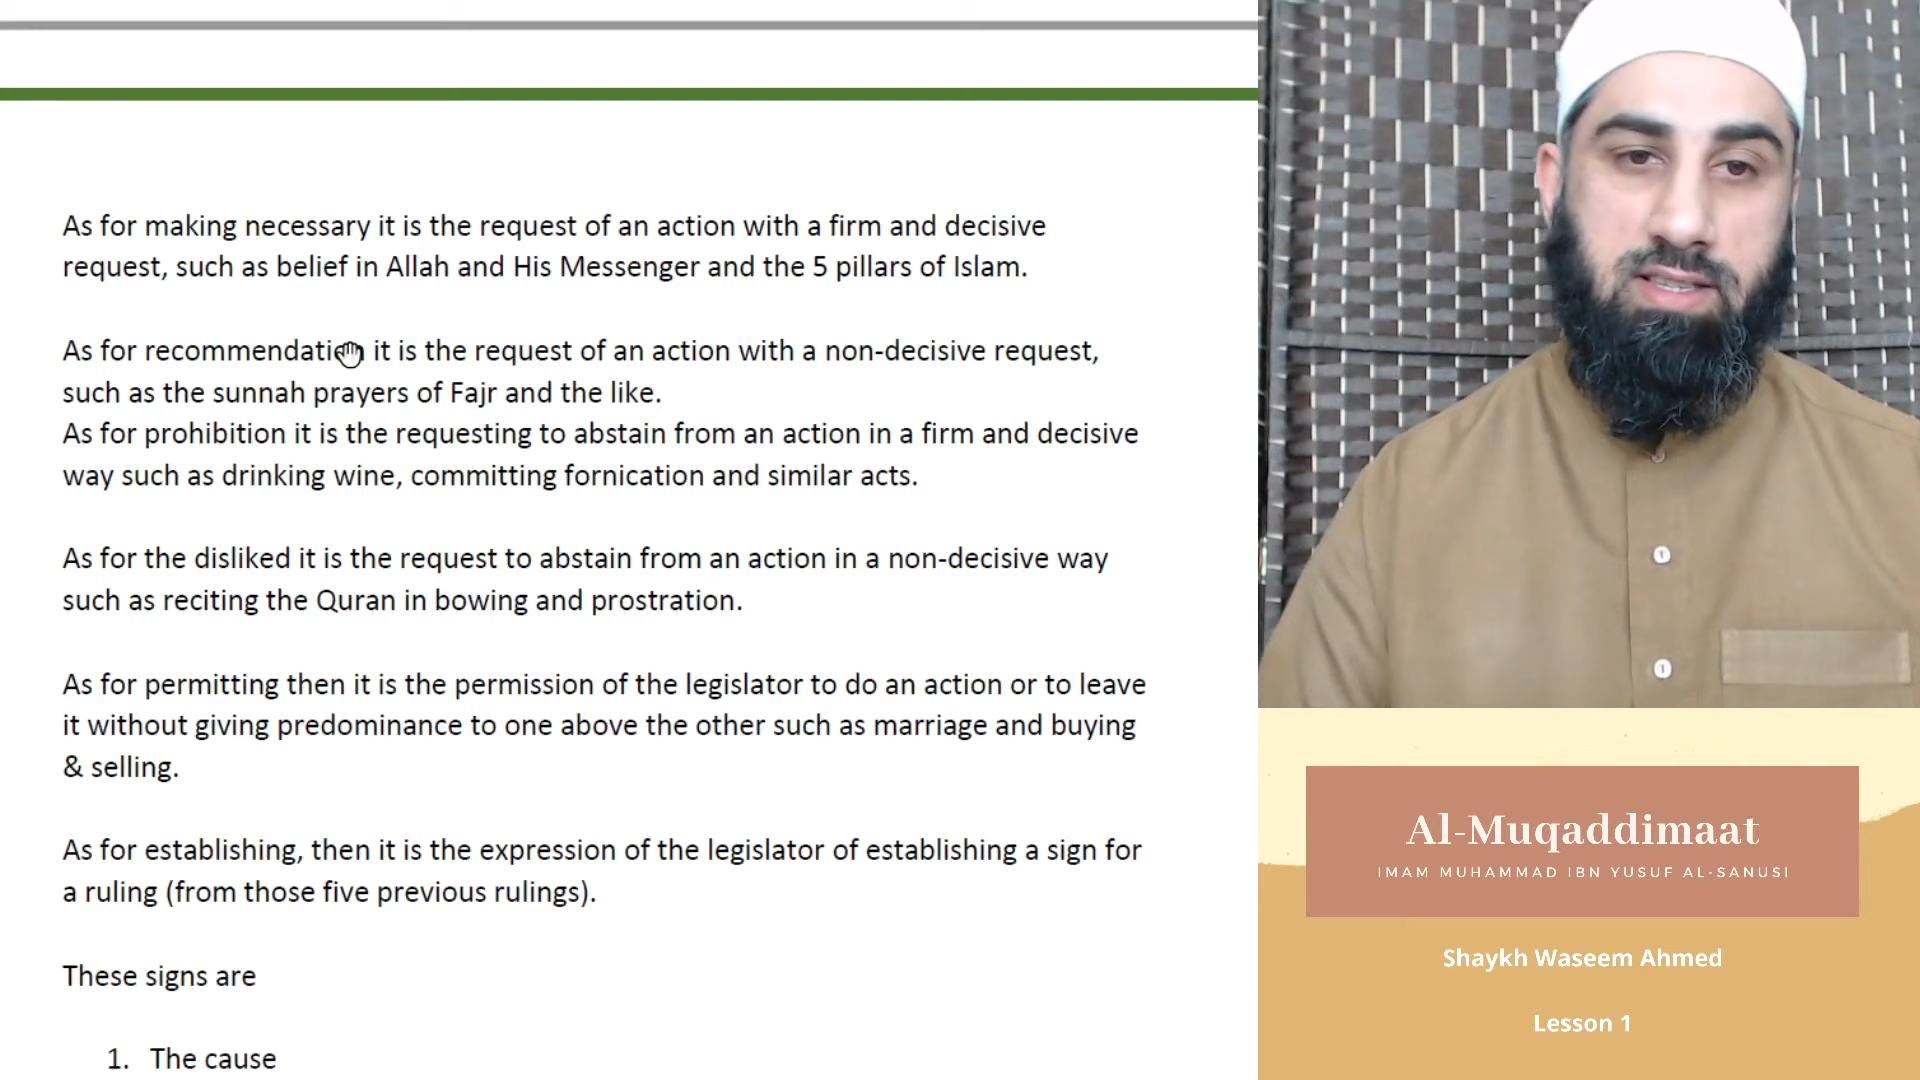 As for making necessary it is the request of an action with a firm and decisive
request, such as belief in Allah and His Messenger and the 5 pillars of Islam.
As for recommendation it is the request of an action with a non-decisive request,
such as the sunnah prayers of Fajr and the like.
As for prohibition it is the requesting to abstain from an action in a firm and decisive
way such as drinking wine, committing fornication and similar acts.
As for the disliked it is the request to abstain from an action in a non-decisive way
such as reciting the Quran in bowing and prostration.
As for permitting then it is the permission of the legislator to do an action or to leave
it without giving predominance to one above the other such as marriage and buying
& selling.
As for establishing, then it is the expression of the legislator of establishing a sign for
a ruling (from those five previous rulings).
These signs are
1. The cause
Al-Muqaddimaat
IMAM MUHAMMAD IBN YUSUF AL-SANUSI
Shaykh Waseem Ahmed
Lesson 1